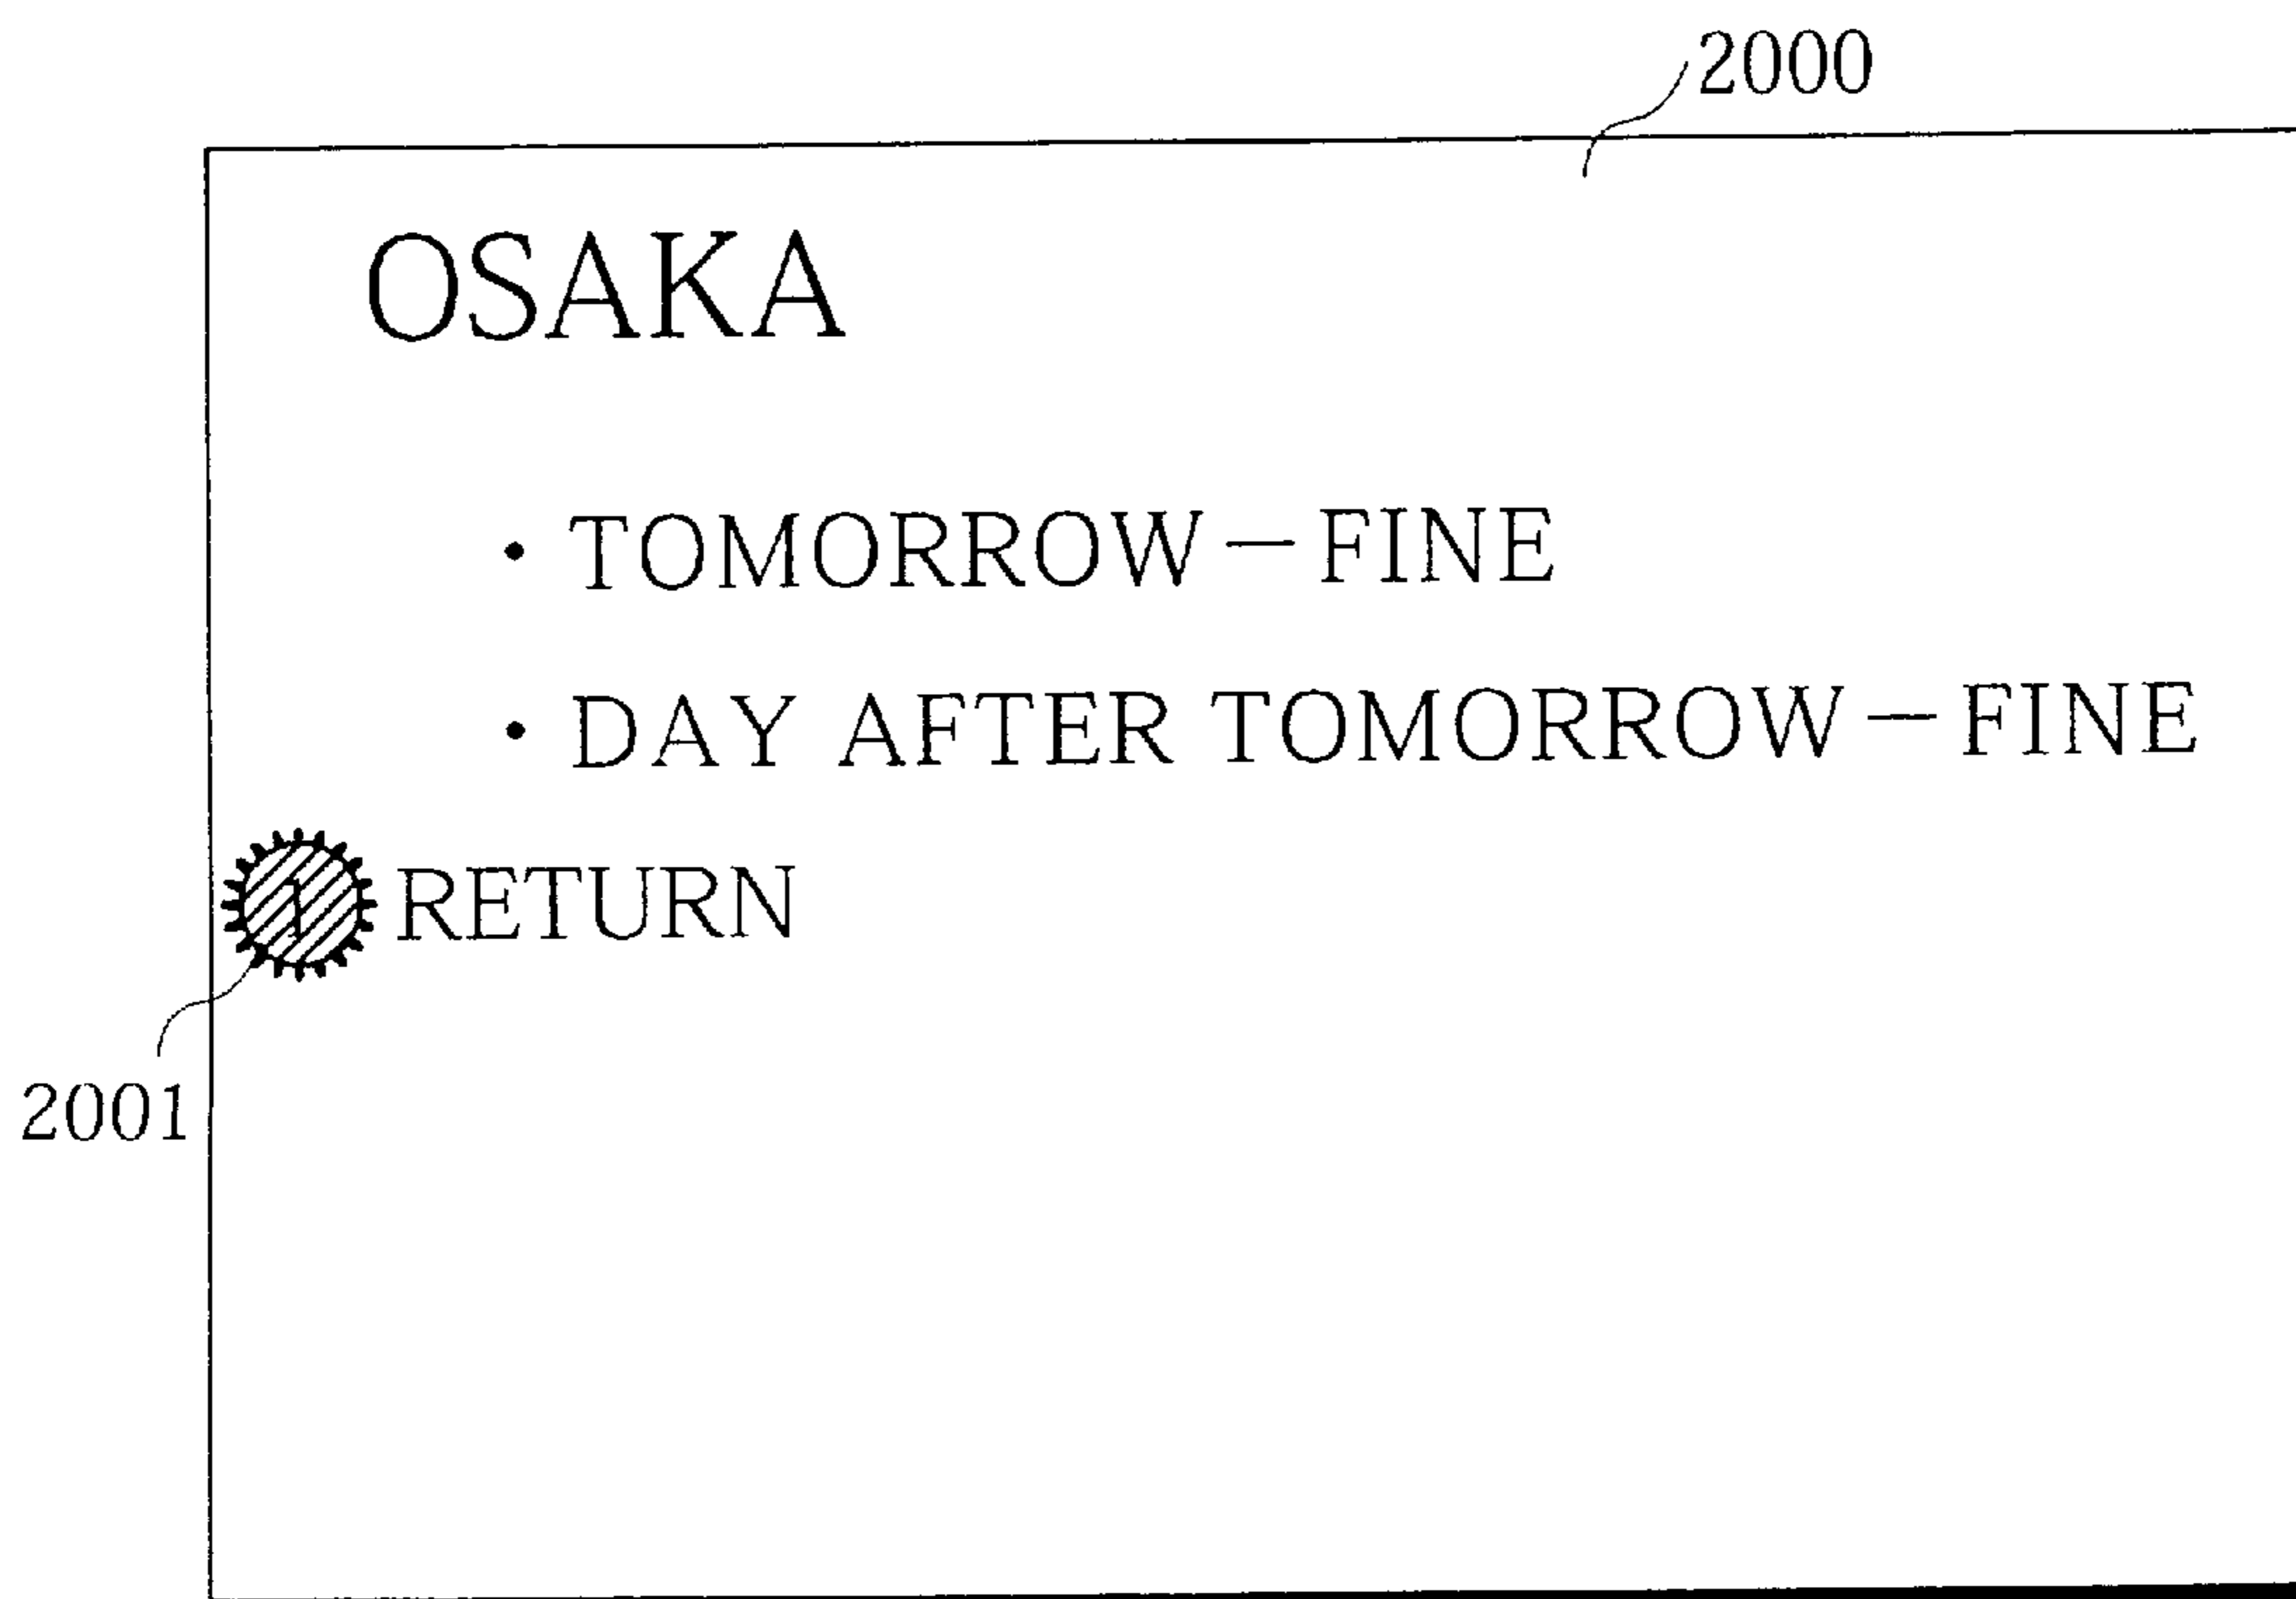 2000
OSAKA
・TOMORROW—FINE
・DAY AFTER TOMORROW—FINE
1 RETURN
2001